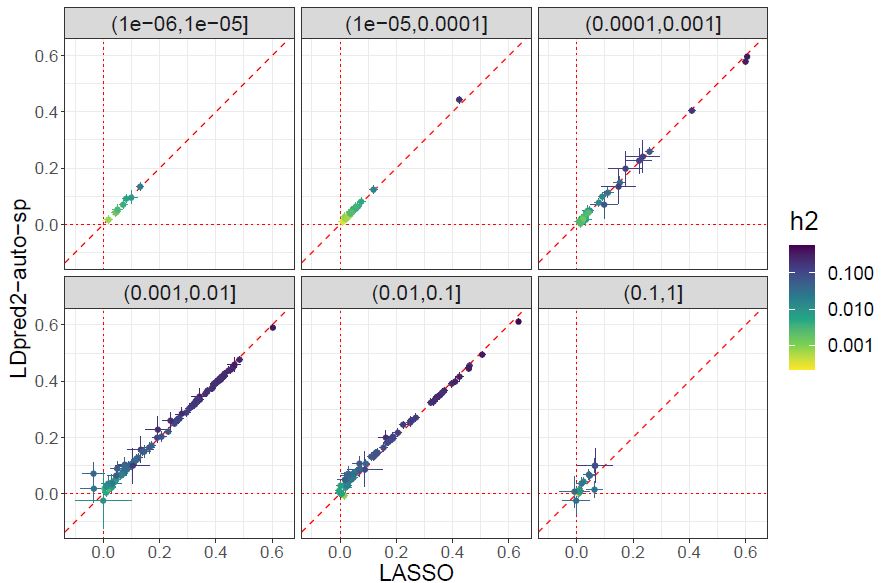 (1e−06,1e−05]
(1e−05,0.0001]
(0.0001,0.001]
0.6
0.4
0.2
0.0
(0.001,0.01]
(0.01,0.1]
(0.1,1]
0.6
0.4
0.2
0.0
0.0 0.2 0.4 0.6
0.0 0.2 0.4 0.6
0.0 0.2 0.4 0.6
LASSO
LDpred2−auto−sp
h2
0.100
0.010
0.001